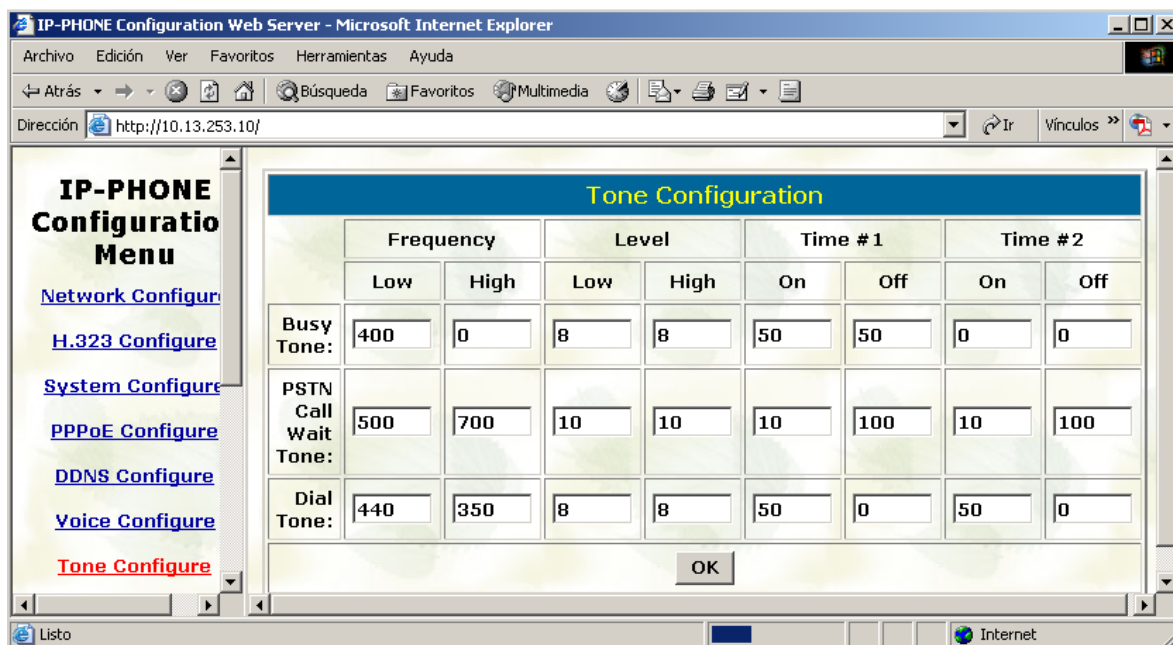 IP-PHONE Configuration Web Server - Microsoft Internet Explorer
Archivo Edición Ver Favoritos Herramientas Ayuda
Atrás Búsqueda Favoritos Multimedia
Dirección http://10.13.253.10/ Ir Vínculos »
IP-PHONE
Configuratio
Menu
Network Configure
H.323 Configure
System Configure
PPPoE Configure
DDNS Configure
Voice Configure
Tone Configure
Tone Configuration
Frequency Level Time #1 Time #2
Low High Low High On Off On Off
Busy
Tone: 400 0 8 8 50 50 0 0
PSTN
Call
Wait
Tone: 500 700 10 10 10 100 10 100
Dial
Tone: 440 350 8 8 50 0 50 0
OK
Listo Internet